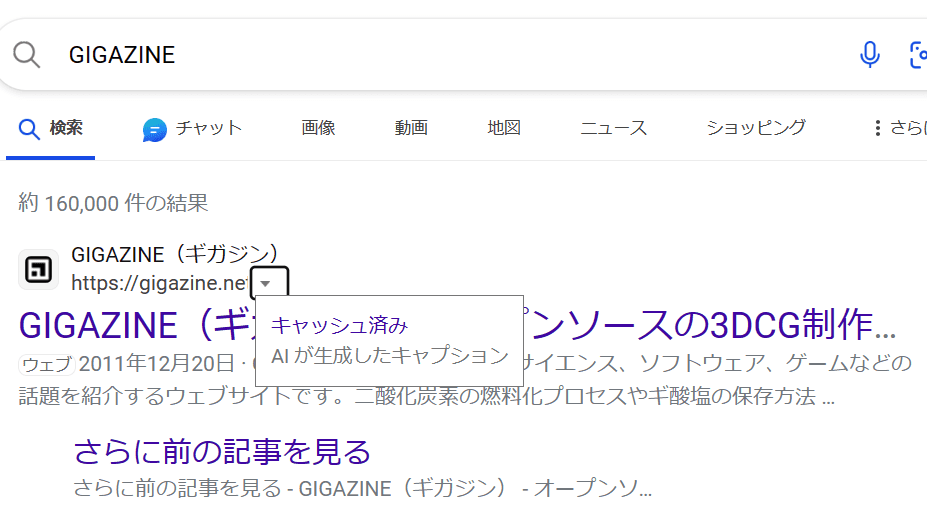 GIGAZINE
検索 チャット 画像 動画 地図 ニュース ショッピング さら
約 160,000 件の結果
GIGAZINE（ギガジン）
https://gigazine.ne
GIGAZINE（ギ ンソースの3DCG制作...
キャッシュ済み
AI が生成したキャプション
ウェブ 2011年12月20日 · サイエンス、ソフトウェア、ゲームなどの
話題を紹介するウェブサイトです。二酸化炭素の燃料化プロセスやギ酸塩の保存方法 ...
さらに前の記事を見る
さらに前の記事を見る - GIGAZINE（ギガジン） - オープンソ...